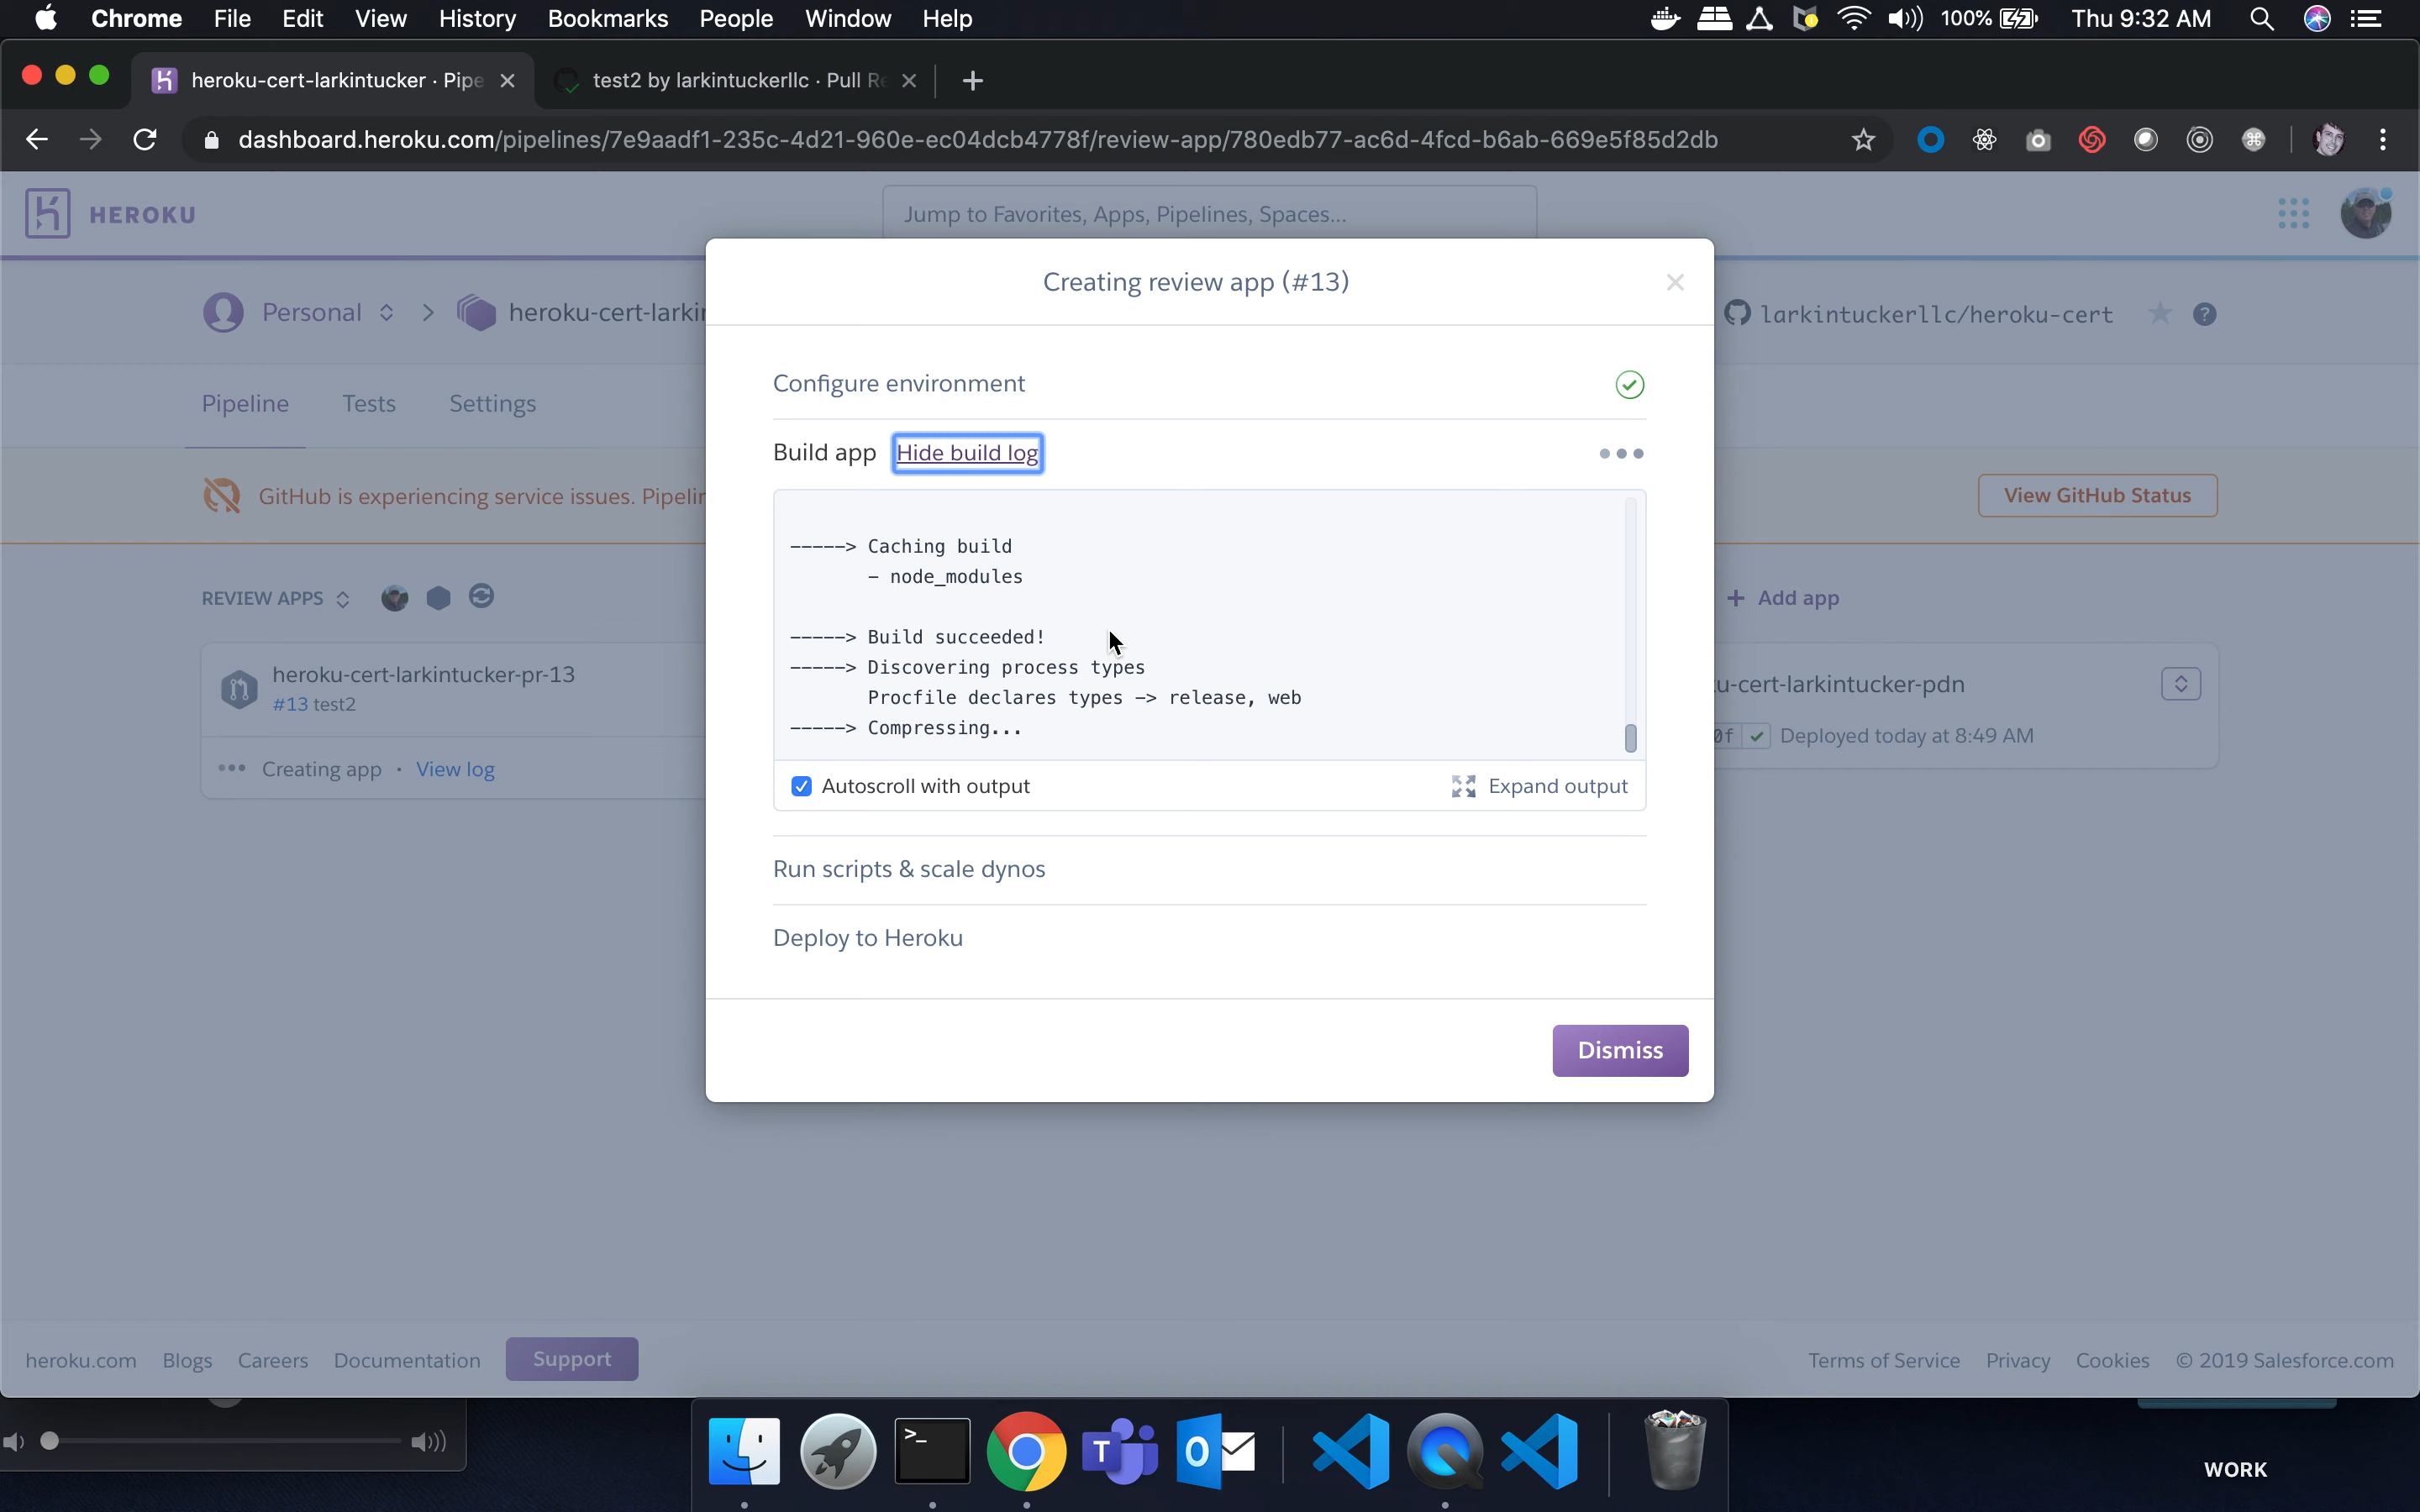 Chrome File Edit View History Bookmarks People Window Help 100% Thu 9:32 AM
heroku-cert-larkintucker · Pipe test2 by larkintuckerllc · Pull Re
dashboard.heroku.com/pipelines/7e9aadf1-235c-4d21-960e-ec04dcb4778f/review-app/780edb77-ac6d-4fcd-b6ab-669e5f85d2db
HEROKU Jump to Favorites, Apps, Pipelines, Spaces...
Creating review app (#13)
Personal > heroku-cert-larkin larkintuckerllc/heroku-cert
Configure environment
Pipeline Tests Settings
Build app Hide build log
GitHub is experiencing service issues. Pipelin View GitHub Status
-----> Caching build
- node_modules
REVIEW APPS + Add app
-----> Build succeeded!
-----> Discovering process types
Procfile declares types -> release, web
-----> Compressing...
heroku-cert-larkintucker-pr-13
#13 test2
u-cert-larkintucker-pdn
0f Deployed today at 8:49 AM
Creating app · View log
Autoscroll with output Expand output
Run scripts & scale dynos
Deploy to Heroku
Dismiss
heroku.com Blogs Careers Documentation Support Terms of Service Privacy Cookies © 2019 Salesforce.com
>_ T O
WORK